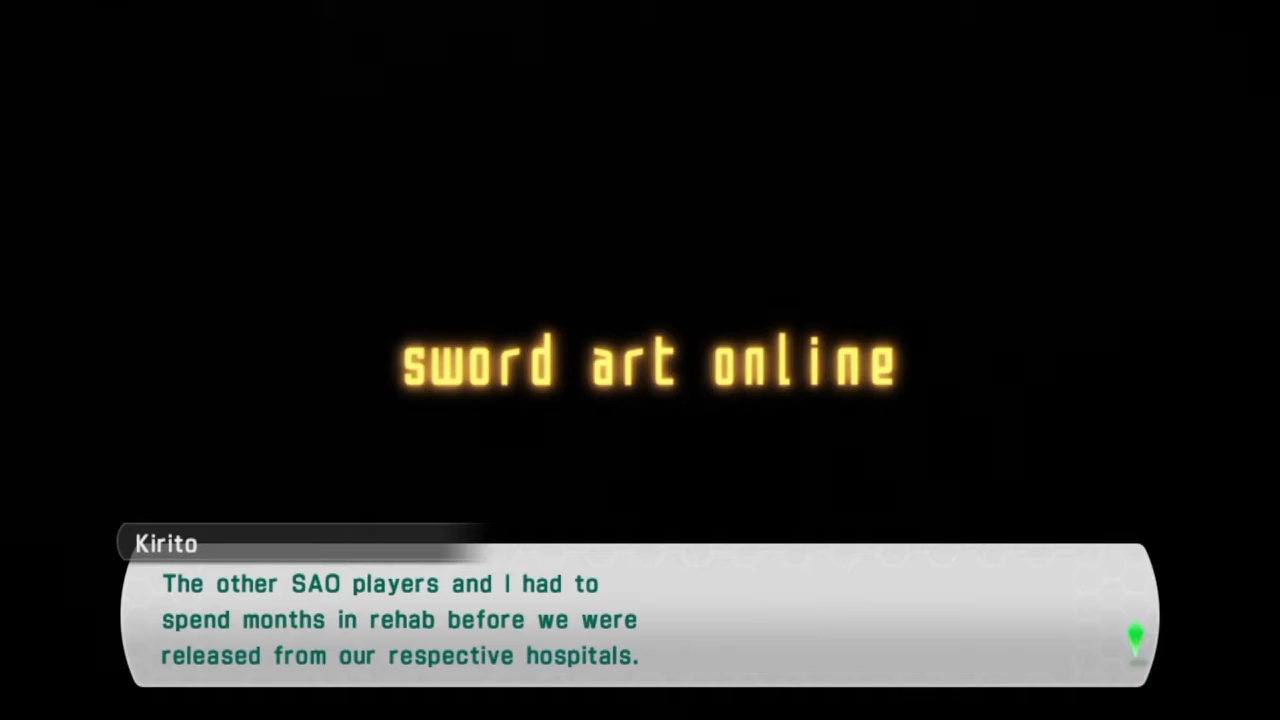 sword art online
Kirito
The other SAO players and I had to
spend months in rehab before we were
released from our respective hospitals.